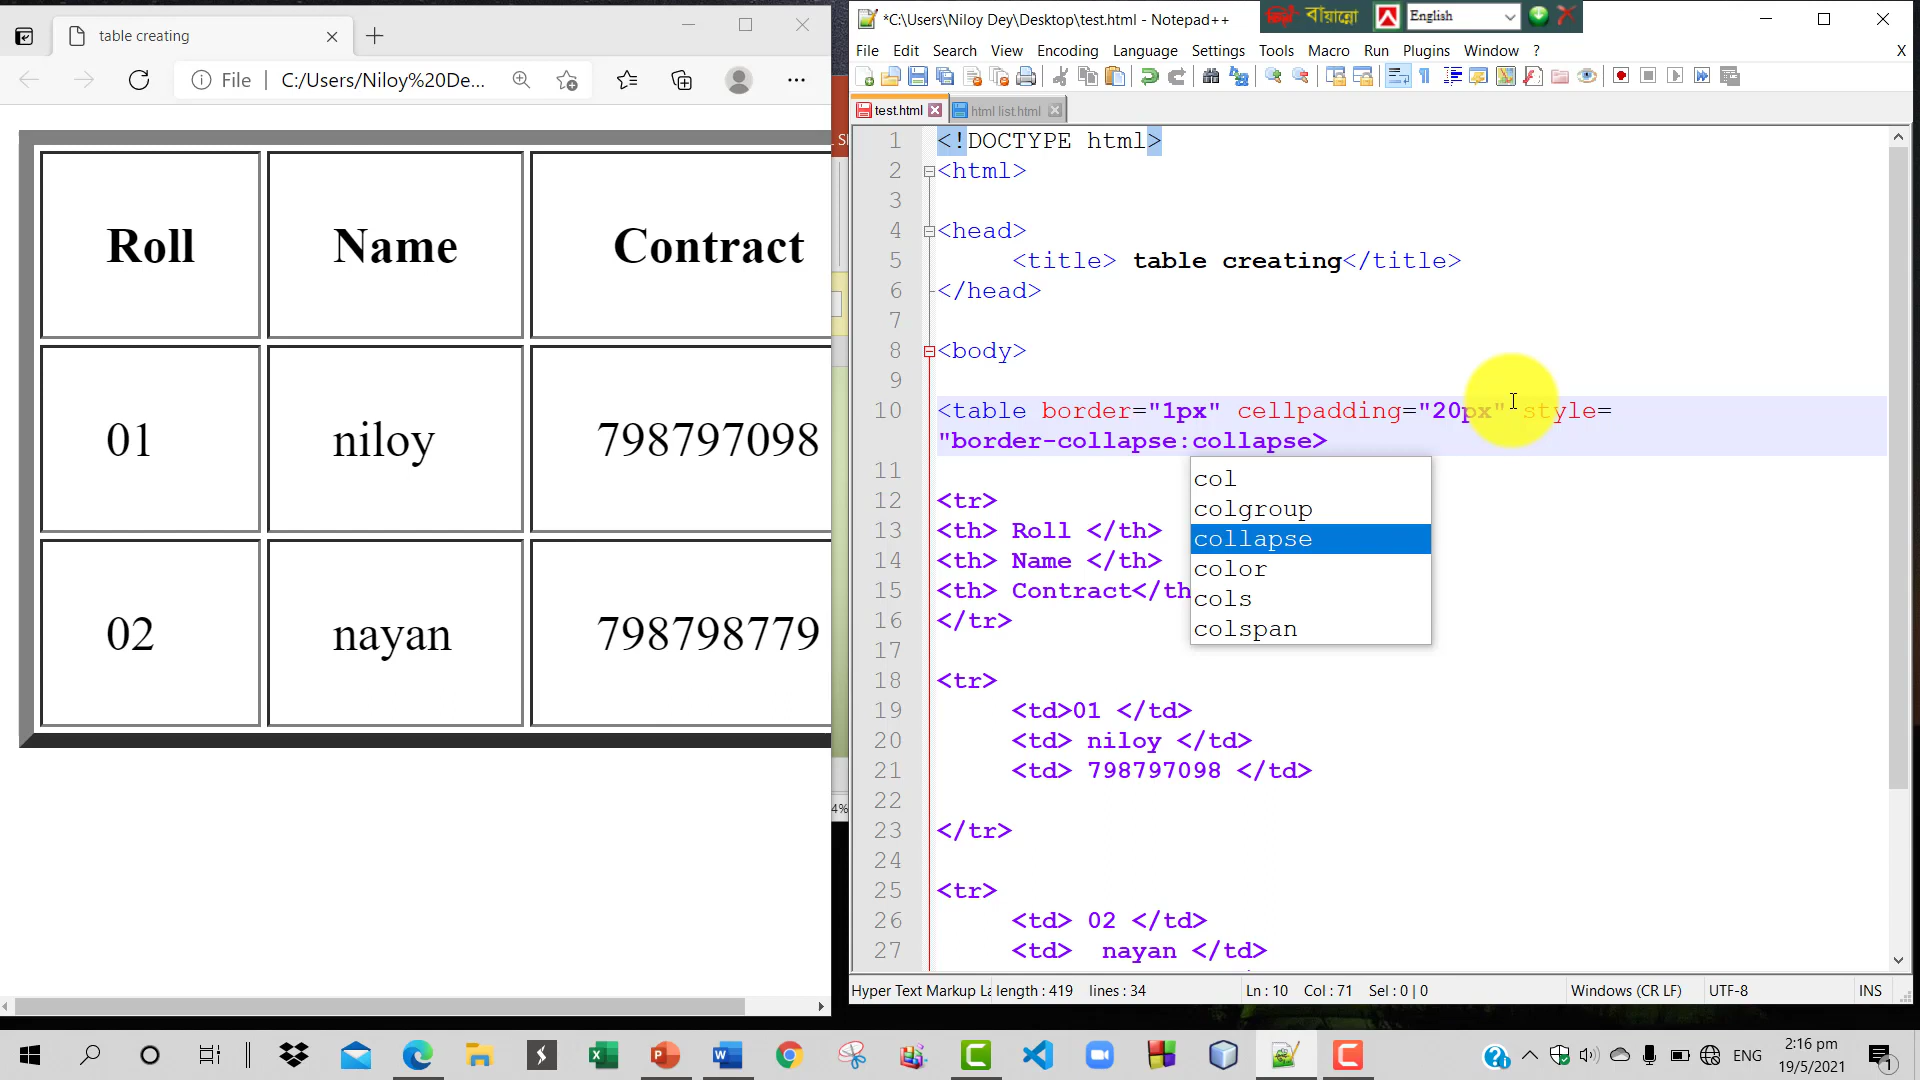 table creating
File
C:/Users/Niloy%20De...
Roll Name Contract
01 niloy 798797098
02 nayan 798798779
*C:\Users\Niloy Dey\Desktop\test.html - Notepad++
English
File Edit Search View Encoding Language Settings Tools Macro Run Plugins Window ?
X
test.html
html list.html
1 <!DOCTYPE html>
2 <html>
3
4 <head>
5 <title> table creating</title>
6 </head>
7
8 <body>
9
10 <table border="1px" cellpadding="20px" style=
"border-collapse:collapse>
11
12 <tr>
13 <th> Roll </th>
14 <th> Name </th>
15 <th> Contract</th
16 </tr>
17
18 <tr>
19 <td>01 </td>
20 <td> niloy </td>
21 <td> 798797098 </td>
22
23 </tr>
24
25 <tr>
26 <td> 02 </td>
27 <td> nayan </td>
col
colgroup
collapse
color
cols
colspan
4%
Hyper Text Markup La length : 419 lines : 34 Ln : 10 Col : 71 Sel : 0 | 0 Windows (CR LF) UTF-8 INS
ENG
2:16 pm
19/5/2021
1